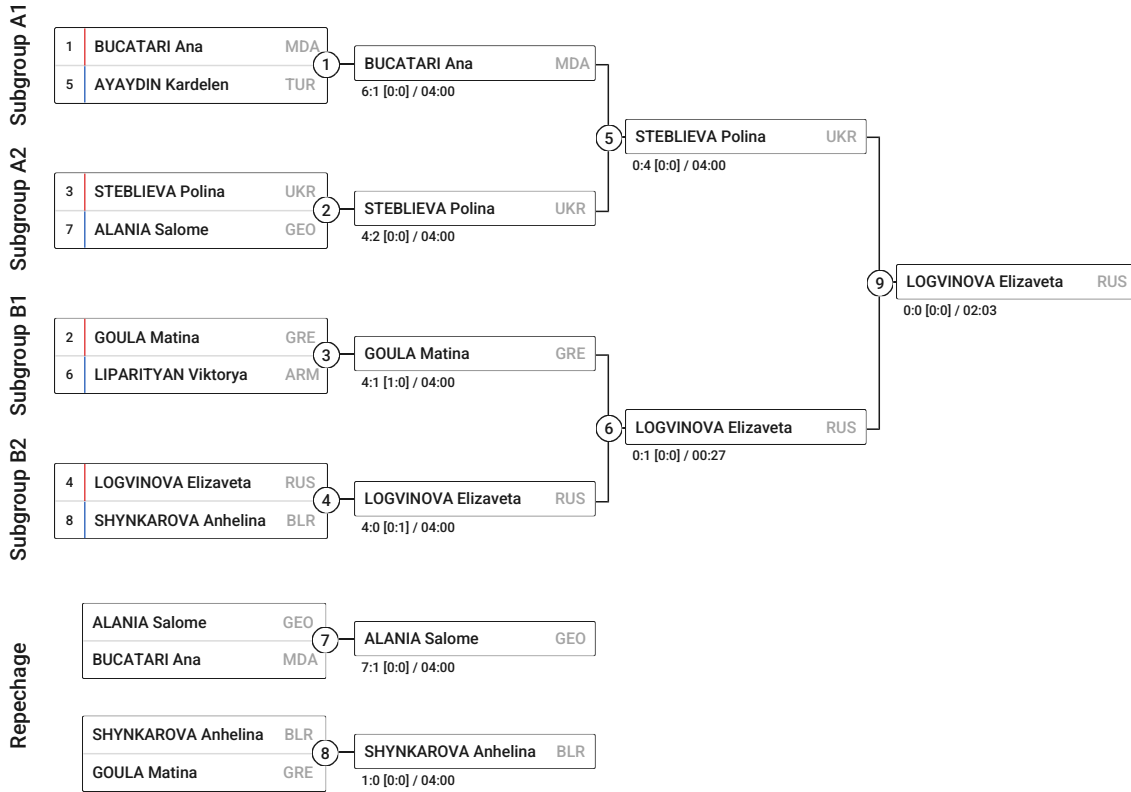 Subgroup A1
1 BUCATARI Ana MDA
5 AYAYDIN Kardelen TUR
1
BUCATARI Ana MDA
6:1 [0:0] / 04:00
Subgroup A2
3 STEBLIEVA Polina UKR
7 ALANIA Salome GEO
2
STEBLIEVA Polina UKR
4:2 [0:0] / 04:00
5
STEBLIEVA Polina UKR
0:4 [0:0] / 04:00
Subgroup B1
2 GOULA Matina GRE
6 LIPARITYAN Viktorya ARM
3
GOULA Matina GRE
4:1 [1:0] / 04:00
Subgroup B2
4 LOGVINOVA Elizaveta RUS
8 SHYNKAROVA Anhelina BLR
4
LOGVINOVA Elizaveta RUS
4:0 [0:1] / 04:00
6
LOGVINOVA Elizaveta RUS
0:1 [0:0] / 00:27
9
LOGVINOVA Elizaveta RUS
0:0 [0:0] / 02:03
Repechage
ALANIA Salome GEO
BUCATARI Ana MDA
7
ALANIA Salome GEO
7:1 [0:0] / 04:00
SHYNKAROVA Anhelina BLR
GOULA Matina GRE
8
SHYNKAROVA Anhelina BLR
1:0 [0:0] / 04:00